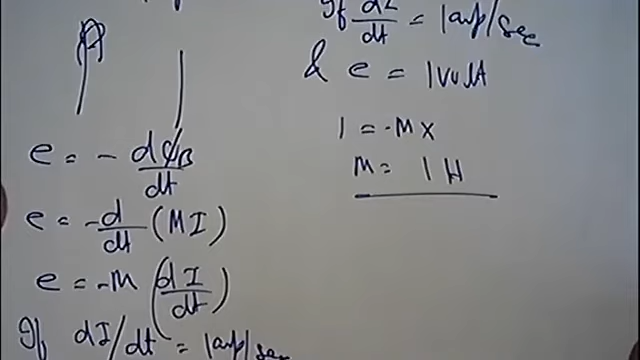 e = - dφB/dt
e = -d/dt (MI)
e = -M (dI/dt)
If dI/dt = 1amp/sec
If dI/dt = 1amp/sec
& e = 1Volt
1 = -M x
M = 1 H